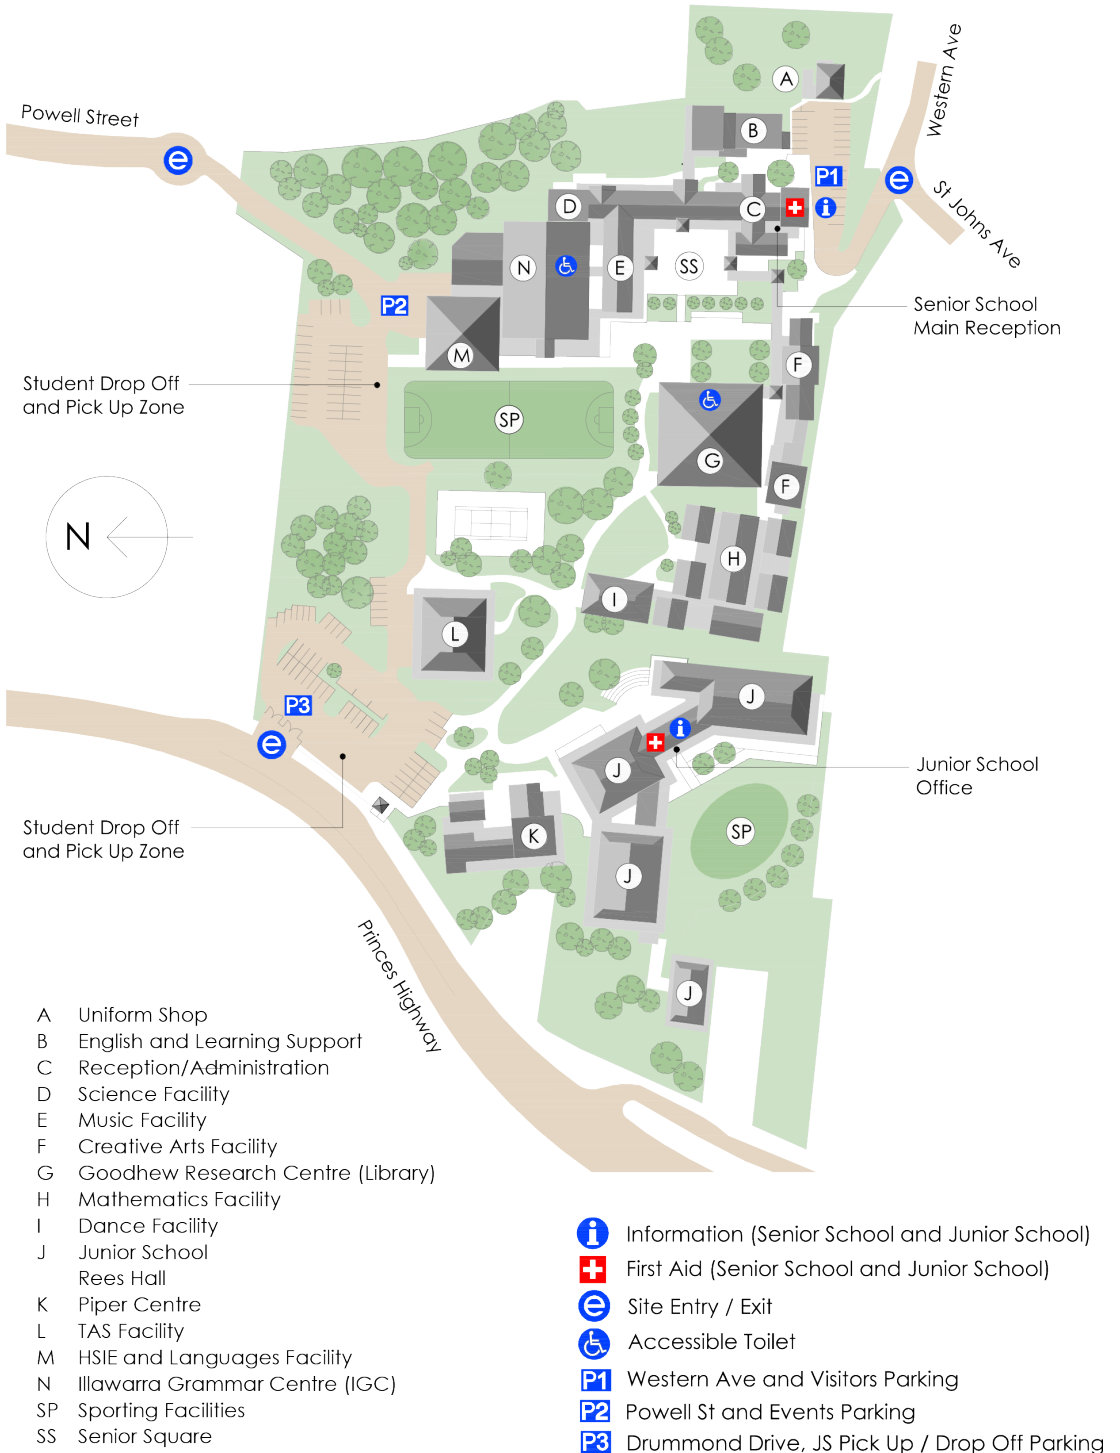 Western Ave
A
Powell Street
B
P1
St Johns Ave
D
C
N
E
SS
P2
Senior School
Main Reception
M
F
Student Drop Off
and Pick Up Zone
SP
G
F
N
H
I
L
J
P3
J
Junior School
Office
Student Drop Off
and Pick Up Zone
K
SP
J
Princes Highway
J
A Uniform Shop
B English and Learning Support
C Reception/Administration
D Science Facility
E Music Facility
F Creative Arts Facility
G Goodhew Research Centre (Library)
H Mathematics Facility
I Dance Facility
J Junior School
Rees Hall
K Piper Centre
L TAS Facility
M HSIE and Languages Facility
N Illawarra Grammar Centre (IGC)
SP Sporting Facilities
SS Senior Square
i Information (Senior School and Junior School)
First Aid (Senior School and Junior School)
e Site Entry / Exit
Accessible Toilet
P1 Western Ave and Visitors Parking
P2 Powell St and Events Parking
P3 Drummond Drive, JS Pick Up / Drop Off Parking